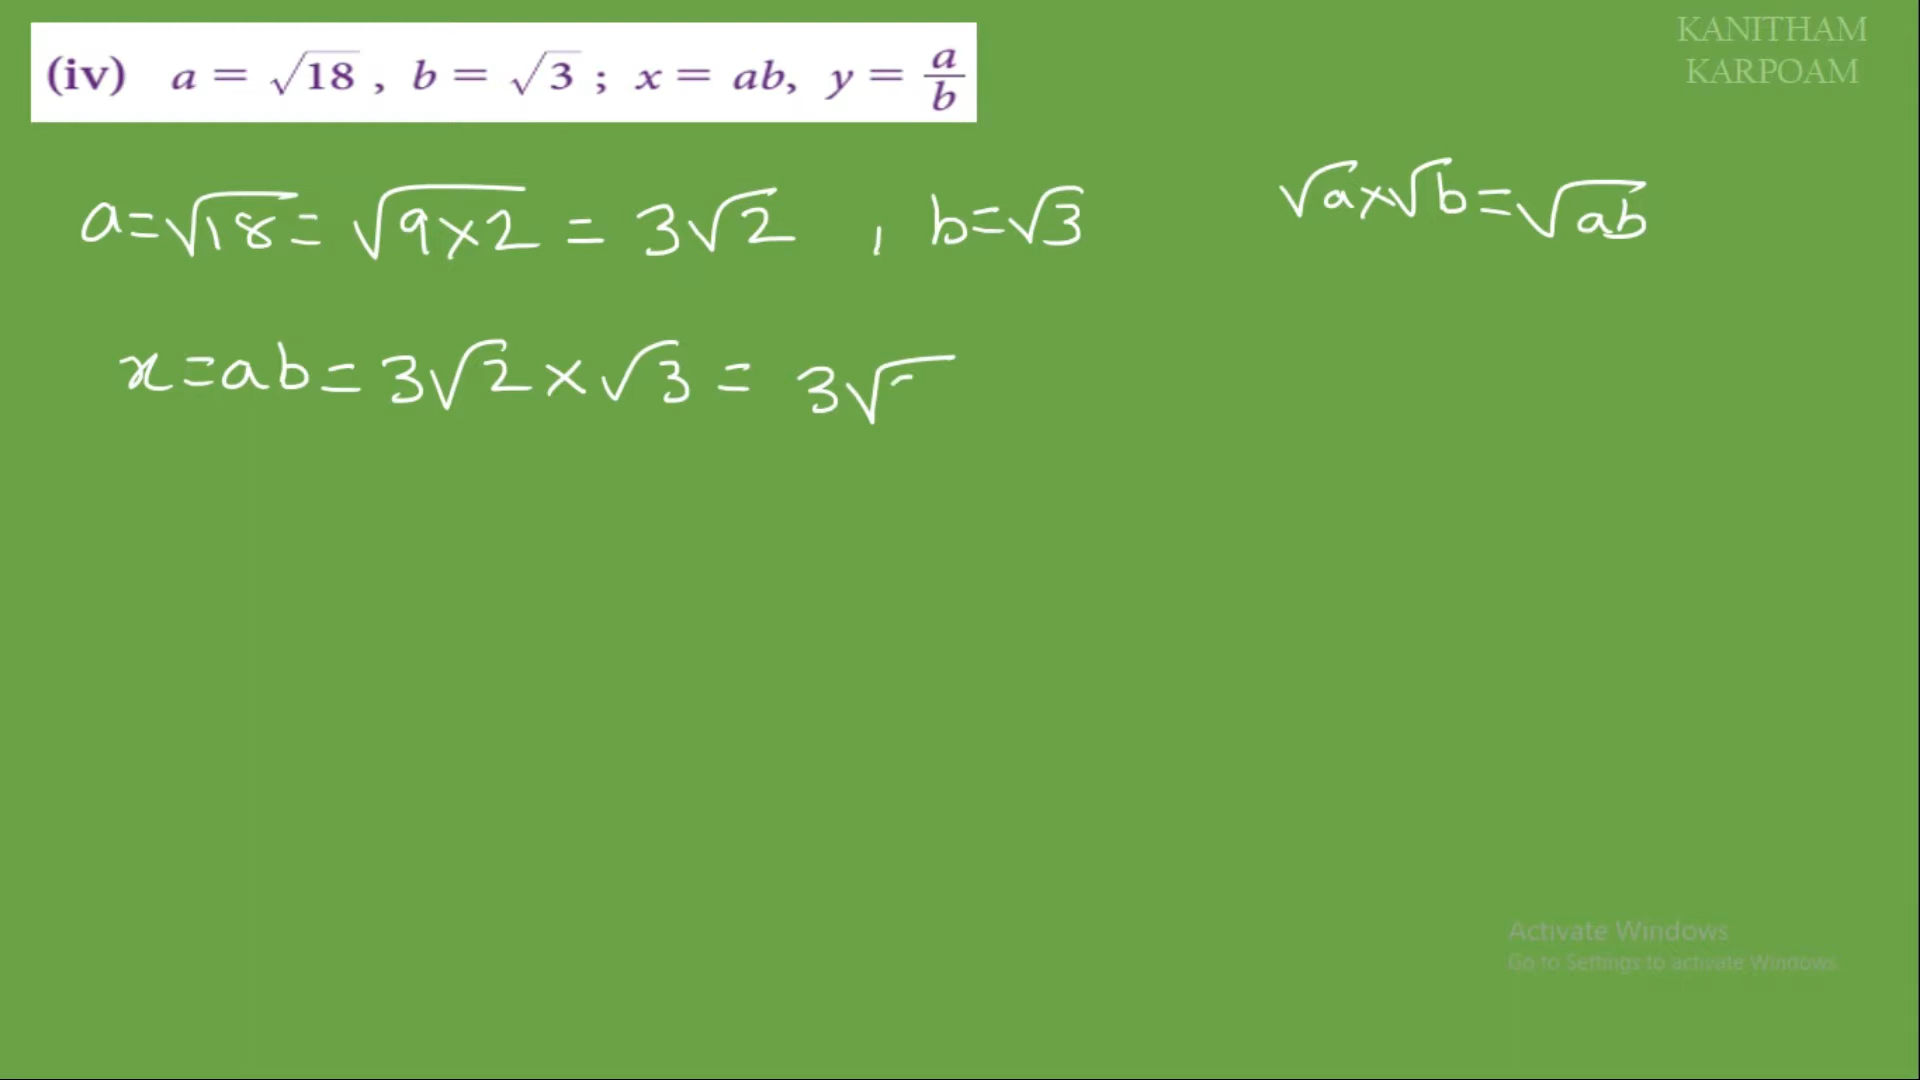 KANITHAM
KARPOAM
(iv) a = √18 , b = √3 ; x = ab, y = a/b
a = √18 = √9×2 = 3√2 , b = √3
√a × √b = √ab
x = ab = 3√2 × √3 = 3√
Activate Windows
Go to Settings to activate Windows.